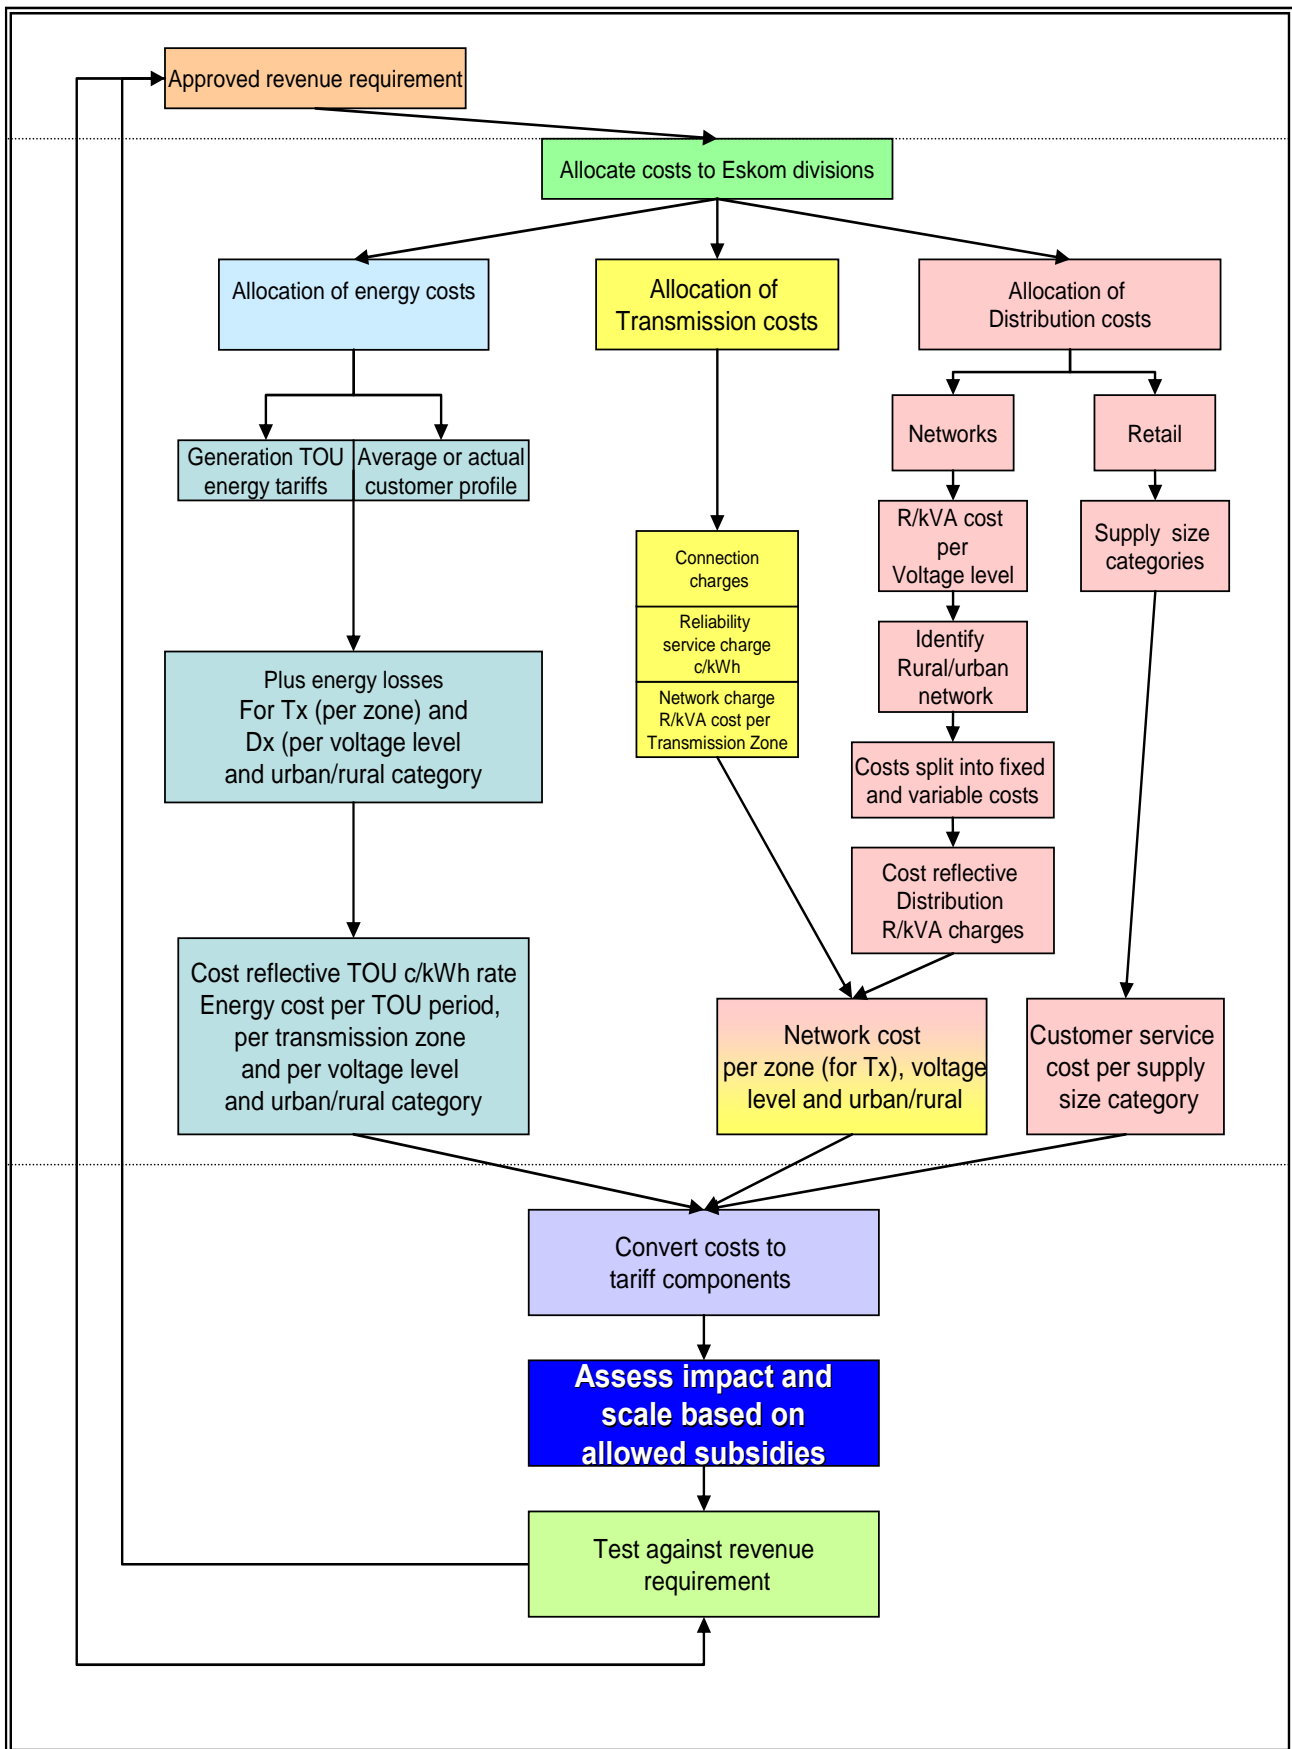 Approved revenue requirement
Allocate costs to Eskom divisions
Allocation of energy costs
Allocation of
Transmission costs
Allocation of
Distribution costs
Networks
Retail
Generation TOU
energy tariffs
Average or actual
customer profile
R/kVA cost
per
Voltage level
Supply size
categories
Connection
charges
Reliability
service charge
c/kWh
Network charge
R/kVA cost per
Transmission Zone
Identify
Rural/urban
network
Plus energy losses
For Tx (per zone) and
Dx (per voltage level
and urban/rural category
Costs split into fixed
and variable costs
Cost reflective
Distribution
R/kVA charges
Cost reflective TOU c/kWh rate
Energy cost per TOU period,
per transmission zone
and per voltage level
and urban/rural category
Network cost
per zone (for Tx), voltage
level and urban/rural
Customer service
cost per supply
size category
Convert costs to
tariff components
Assess impact and
scale based on
allowed subsidies
Test against revenue
requirement